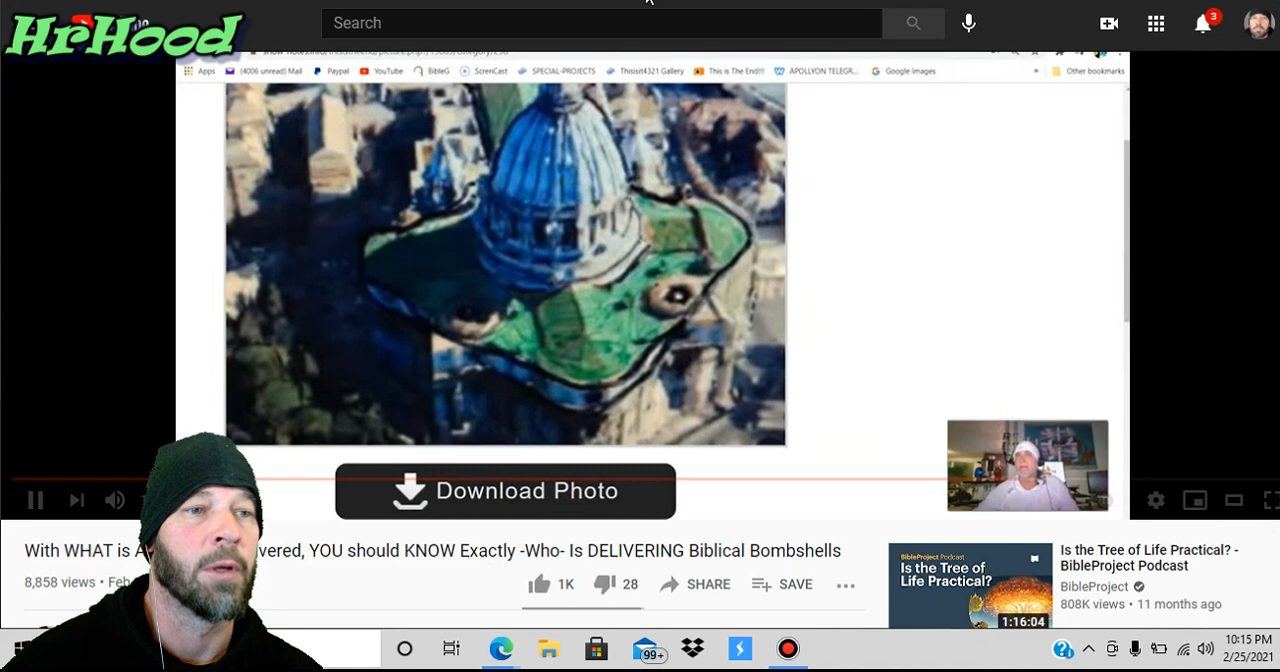 HrHood
Search
3
Apps
(4006 unread) Mail
Paypal
YouTube
BibleG
ScrenCast
SPECIAL-PROJECTS
Thisisit4321 Gallery
This is The End!!!
APOLLYON TELEGR...
Google Images
»
Other bookmarks
Download Photo
With WHAT is
vered, YOU should KNOW Exactly -Who- Is DELIVERING Biblical Bombshells
8,858 views • Feb
1K
28
SHARE
SAVE
BibleProject Podcast
Is the Tree of
Life Practical?
1:16:04
Is the Tree of Life Practical? -
BibleProject Podcast
BibleProject
808K views • 11 months ago
99+
10:15 PM
2/25/2021